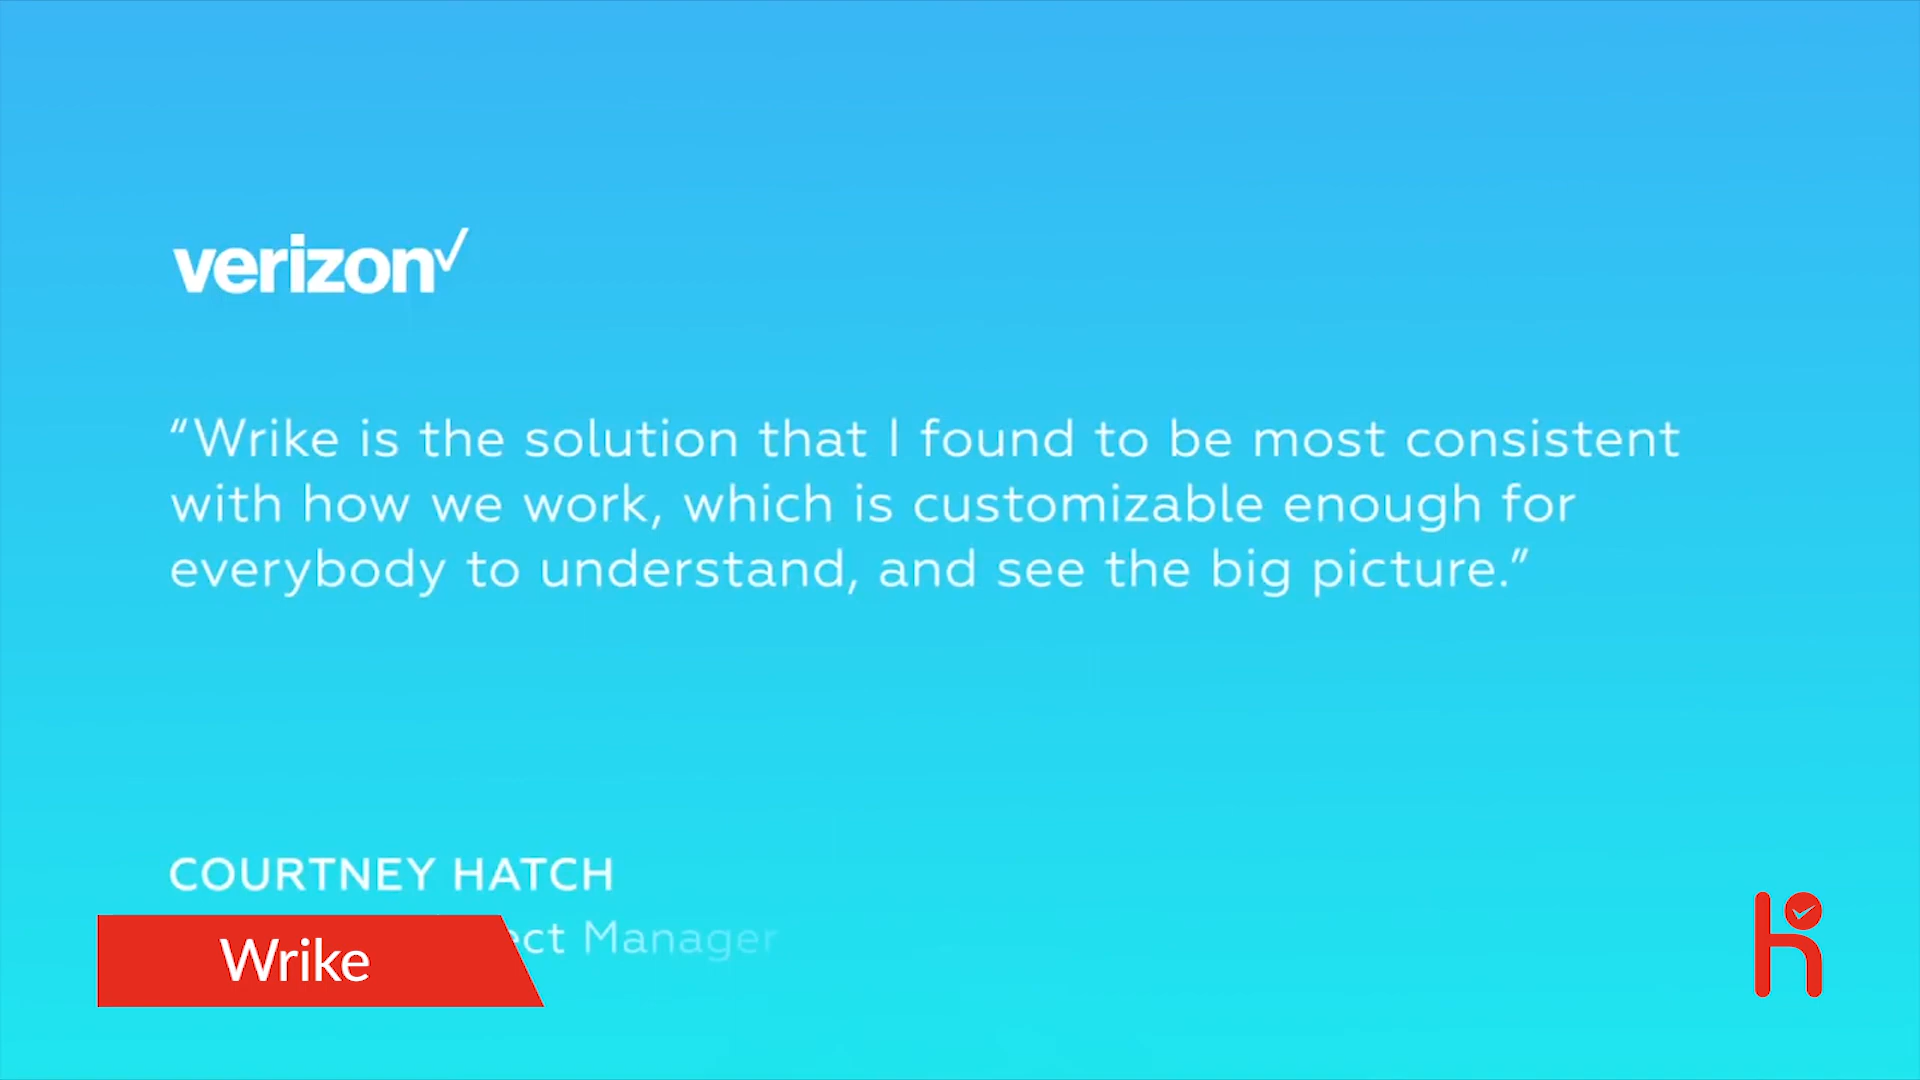 verizon
“Wrike is the solution that I found to be most consistent
with how we work, which is customizable enough for
everybody to understand, and see the big picture.”
COURTNEY HATCH
Manager
Wrike